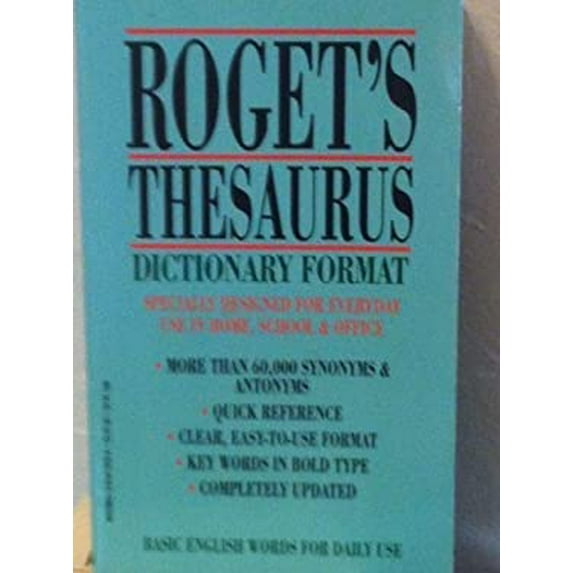 ROGET'S
THESAURUS
DICTIONARY FORMAT
SPECIALLY DESIGNED FOR EVERYDAY
USE IN HOME, SCHOOL & OFFICE
• MORE THAN 60,000 SYNONYMS &
ANTONYMS
• QUICK REFERENCE
• CLEAR, EASY-TO-USE FORMAT
• KEY WORDS IN BOLD TYPE
• COMPLETELY UPDATED
BASIC ENGLISH WORDS FOR DAILY USE